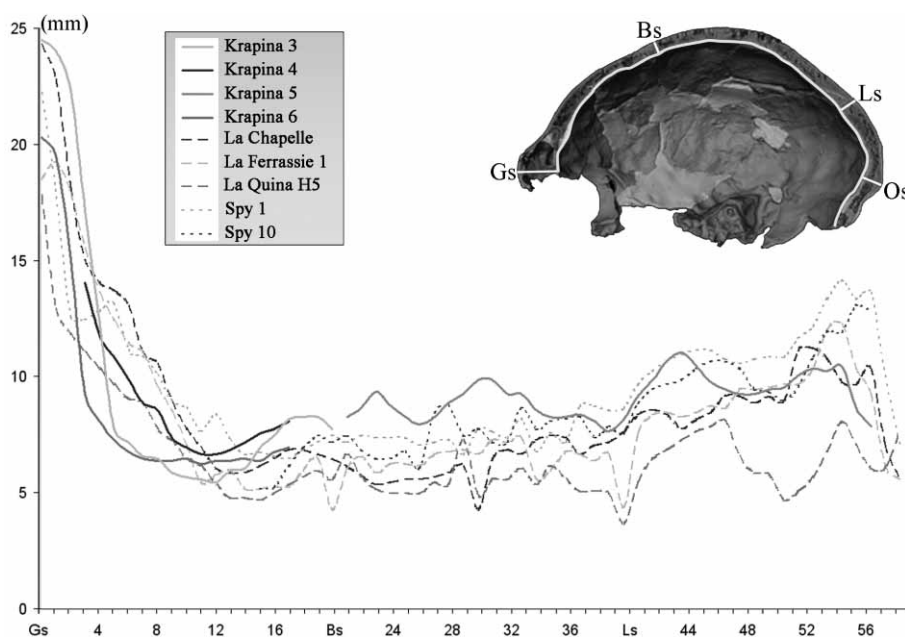 25 (mm)
20
15
10
5
0
Krapina 3
Krapina 4
Krapina 5
Krapina 6
La Chapelle
La Ferrassie 1
La Quina H5
Spy 1
Spy 10
Bs
Ls
Gs
Os
Gs 4 8 12 16 Bs 24 28 32 36 Ls 44 48 52 56